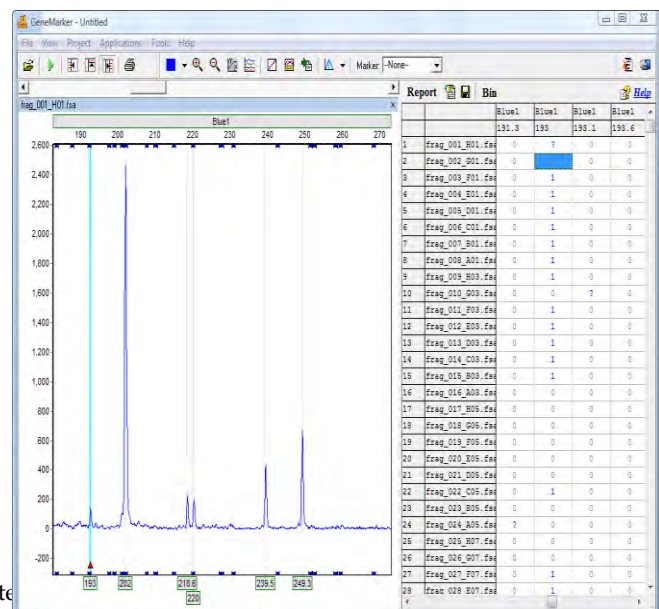 GeneMarker - Untitled
File View Project Applications Tools Help
Marker: -None-
Report Bin Help
frag_001_H01.fsa
Blue1
190 200 210 220 230 240 250 260 270
2,600
2,400
2,200
2,000
1,800
1,600
1,400
1,200
1,000
800
600
400
200
0
-200
193 202 218.6 239.5 249.3
220
Blue1 Blue1 Blue1 Blue1
191.3 193 193.1 193.6
1 frag_001_H01.fsa 0 ? 0 0
2 frag_002_G01.fsa 0 0 0
3 frag_003_F01.fsa 0 1 0 0
4 frag_004_E01.fsa 0 1 0 0
5 frag_005_D01.fsa 0 1 0 0
6 frag_006_C01.fsa 0 1 0 0
7 frag_007_B01.fsa 0 1 0 0
8 frag_008_A01.fsa 0 1 0 0
9 frag_009_H03.fsa 0 1 0 0
10 frag_010_G03.fsa 0 0 ? 0
11 frag_011_F03.fsa 0 1 0 0
12 frag_012_E03.fsa 0 1 0 0
13 frag_013_D03.fsa 0 1 0 0
14 frag_014_C03.fsa 0 1 0 0
15 frag_015_B03.fsa 0 1 0 0
16 frag_016_A03.fsa 0 0 0 0
17 frag_017_H05.fsa 0 0 0 0
18 frag_018_G05.fsa 0 0 0 0
19 frag_019_F05.fsa 0 0 0 0
20 frag_020_E05.fsa 0 0 0 0
21 frag_021_D05.fsa 0 0 0 0
22 frag_022_C05.fsa 0 1 0 0
23 frag_023_B05.fsa 0 0 0 0
24 frag_024_A05.fsa ? 0 0 0
25 frag_025_H07.fsa 0 0 0 0
26 frag_026_G07.fsa 0 0 0 0
27 frag_027_F07.fsa 0 1 0 0
28 frag_028_E07.fsa 0 1 0 0